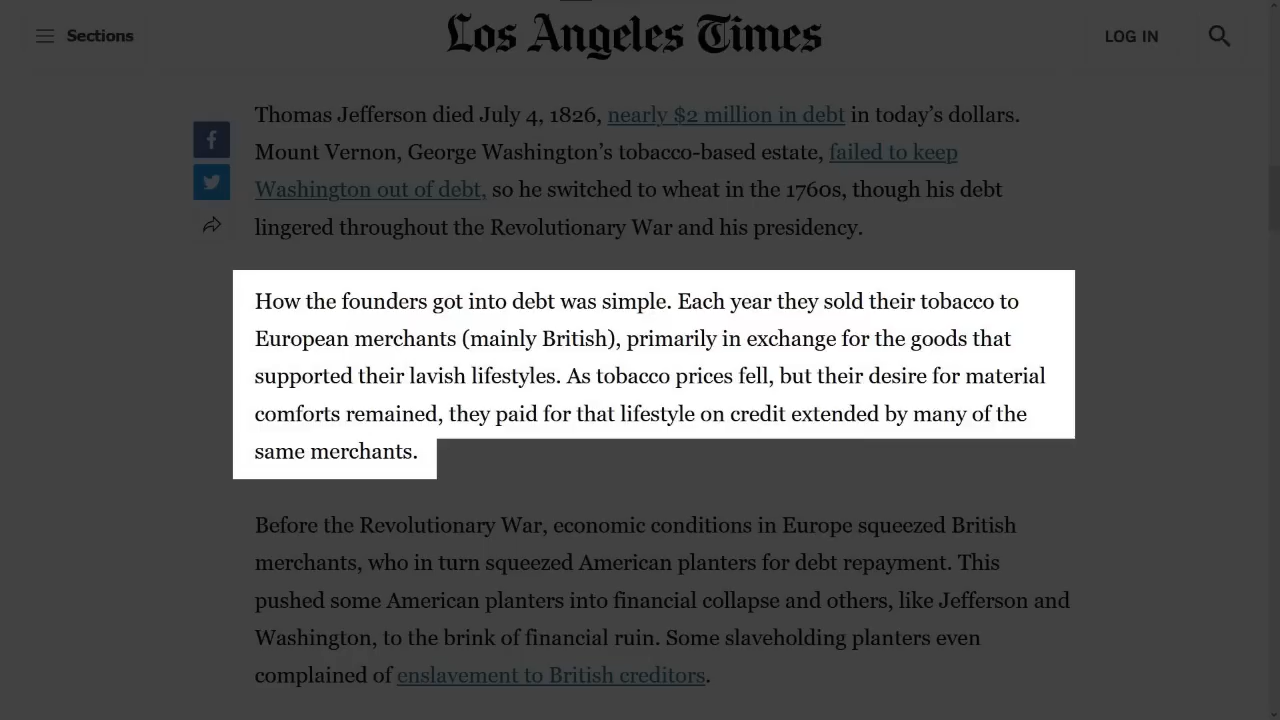 Sections
Los Angeles Times
LOG IN
Thomas Jefferson died July 4, 1826, nearly $2 million in debt in today’s dollars.
Mount Vernon, George Washington’s tobacco-based estate, failed to keep
Washington out of debt, so he switched to wheat in the 1760s, though his debt
lingered throughout the Revolutionary War and his presidency.
How the founders got into debt was simple. Each year they sold their tobacco to
European merchants (mainly British), primarily in exchange for the goods that
supported their lavish lifestyles. As tobacco prices fell, but their desire for material
comforts remained, they paid for that lifestyle on credit extended by many of the
same merchants.
Before the Revolutionary War, economic conditions in Europe squeezed British
merchants, who in turn squeezed American planters for debt repayment. This
pushed some American planters into financial collapse and others, like Jefferson and
Washington, to the brink of financial ruin. Some slaveholding planters even
complained of enslavement to British creditors.